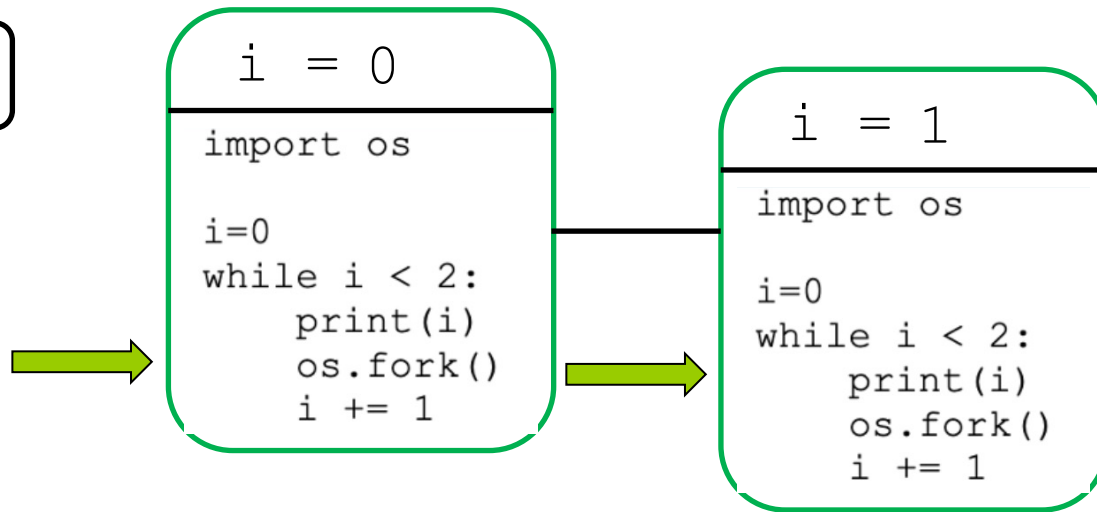 i = 0
import os
i=0
while i < 2:
    print(i)
    os.fork()
    i += 1
i = 1
import os
i=0
while i < 2:
    print(i)
    os.fork()
    i += 1